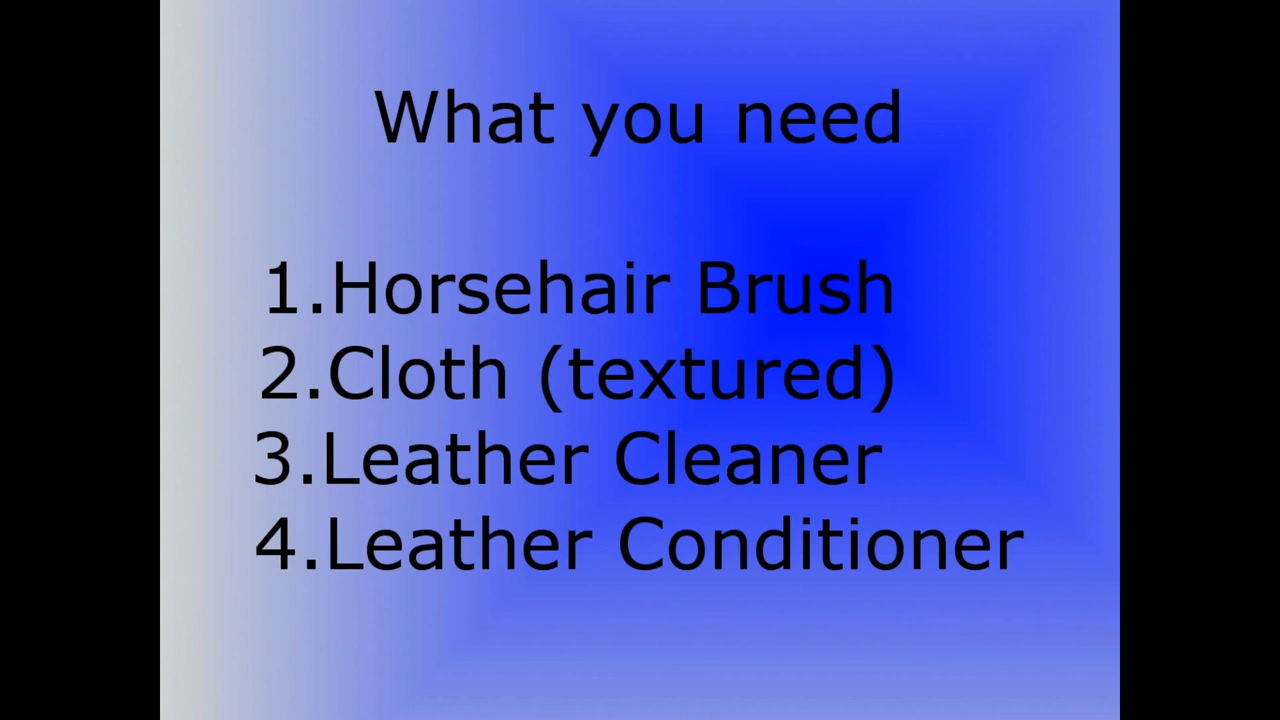 What you need
1.Horsehair Brush
2.Cloth (textured)
3.Leather Cleaner
4.Leather Conditioner